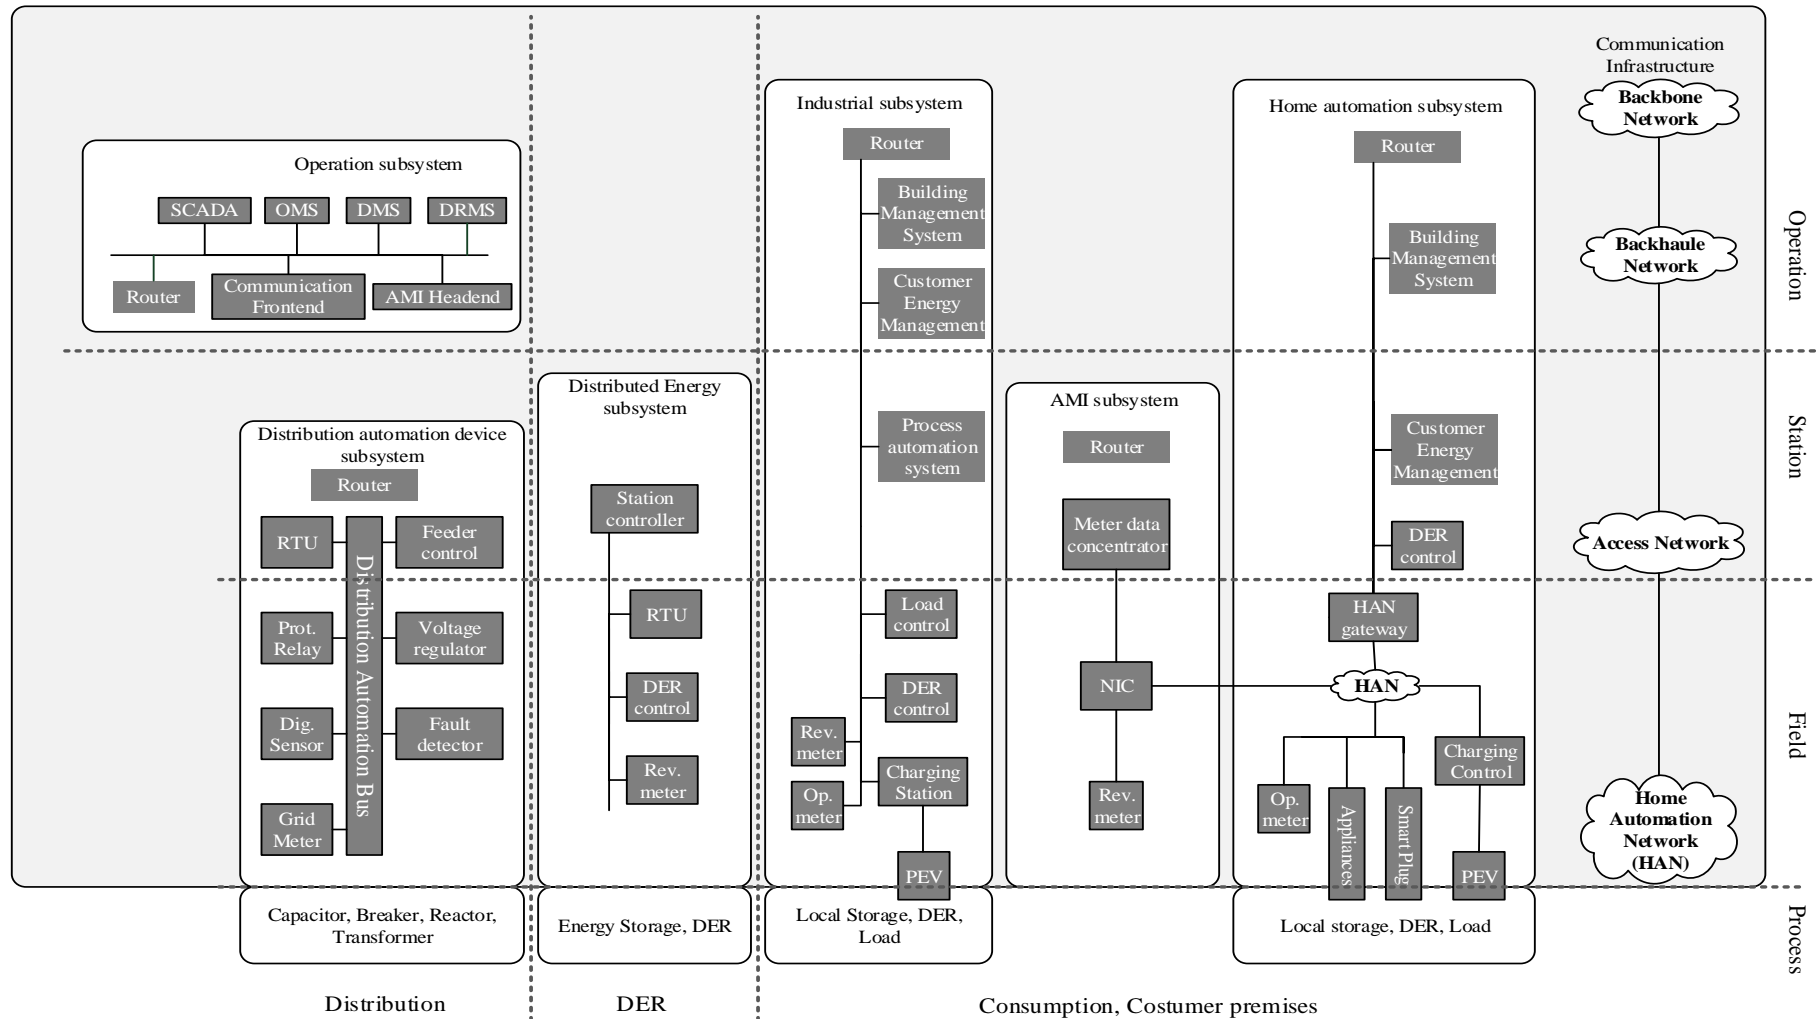 Communication
Infrastructure
Backbone
Network
Backhaule
Network
Access Network
Home
Automation
Network
(HAN)
Operation
Station
Field
Process
Operation subsystem
SCADA
OMS
DMS
DRMS
Router
Communication
Frontend
AMI Headend
Distribution automation device
subsystem
Router
RTU
Feeder
control
Prot.
Relay
Voltage
regulator
Dig.
Sensor
Fault
detector
Grid
Meter
Distribution Automation Bus
Capacitor, Breaker, Reactor,
Transformer
Distributed Energy
subsystem
Station
controller
RTU
DER
control
Rev.
meter
Energy Storage, DER
Industrial subsystem
Router
Building
Management
System
Customer
Energy
Management
Process
automation
system
Load
control
DER
control
Rev.
meter
Charging
Station
Op.
meter
PEV
Local Storage, DER,
Load
AMI subsystem
Router
Meter data
concentrator
NIC
Rev.
meter
Home automation subsystem
Router
Building
Management
System
Customer
Energy
Management
DER
control
HAN
gateway
HAN
Charging
Control
Op.
meter
Appliances
Smart Plug
PEV
Local storage, DER, Load
Distribution
DER
Consumption, Costumer premises